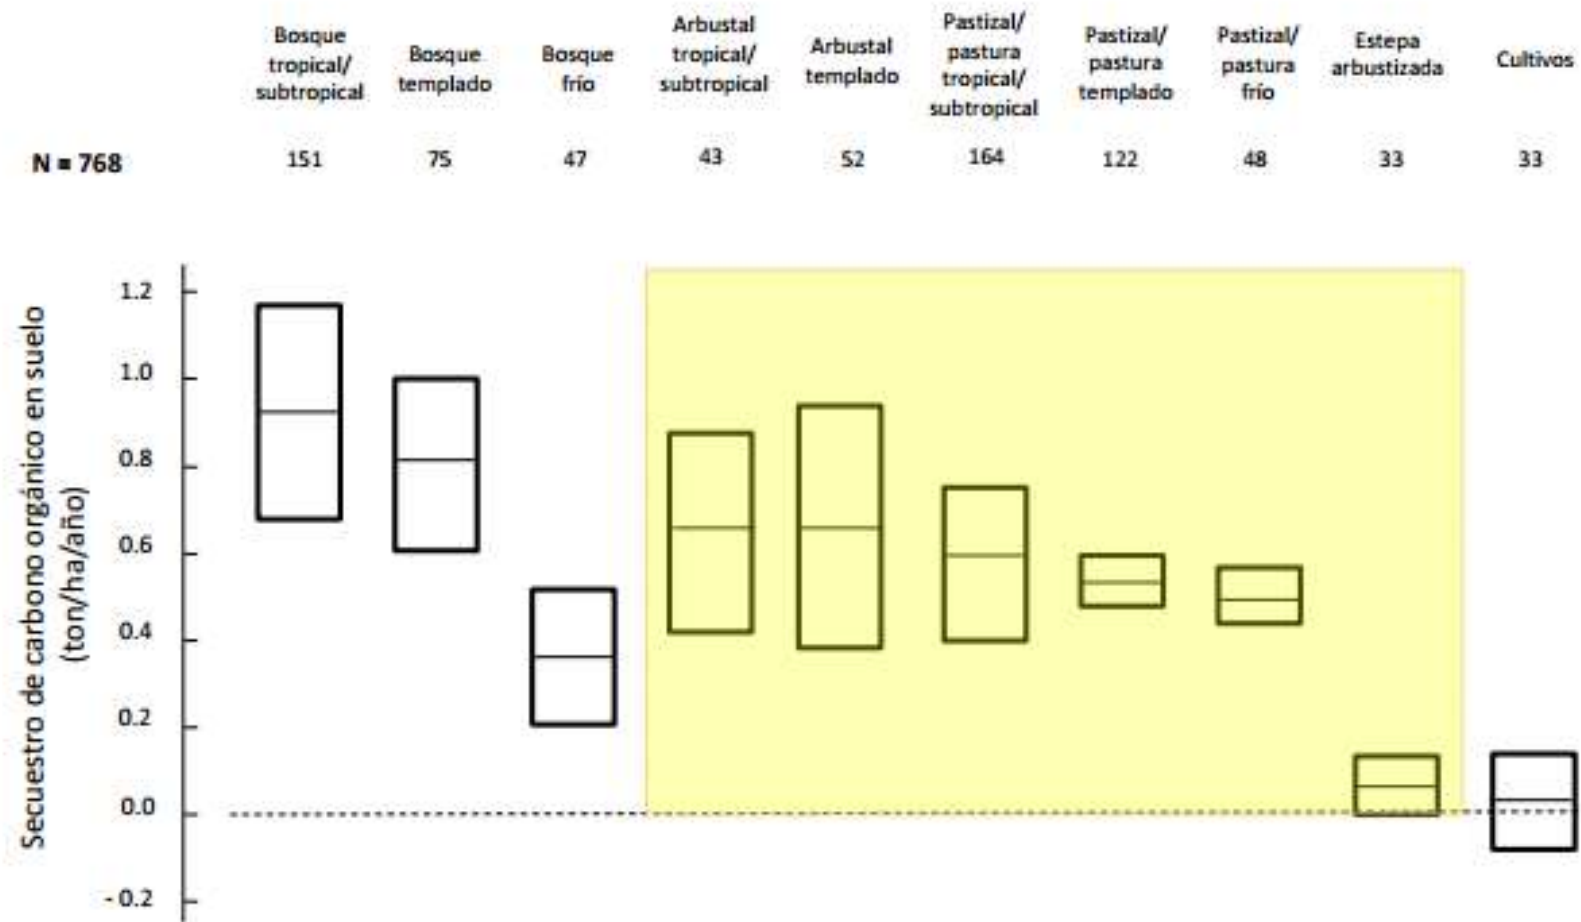 Bosque
tropical/
subtropical
Bosque
templado
Bosque
frío
Arbustal
tropical/
subtropical
Arbustal
templado
Pastizal/
pastura
tropical/
subtropical
Pastizal/
pastura
templado
Pastizal/
pastura
frío
Estepa
arbustizada
Cultivos
N = 768
151
75
47
43
52
164
122
48
33
33
Secuestro de carbono orgánico en suelo
(ton/ha/año)
1.2
1.0
0.8
0.6
0.4
0.2
0.0
- 0.2